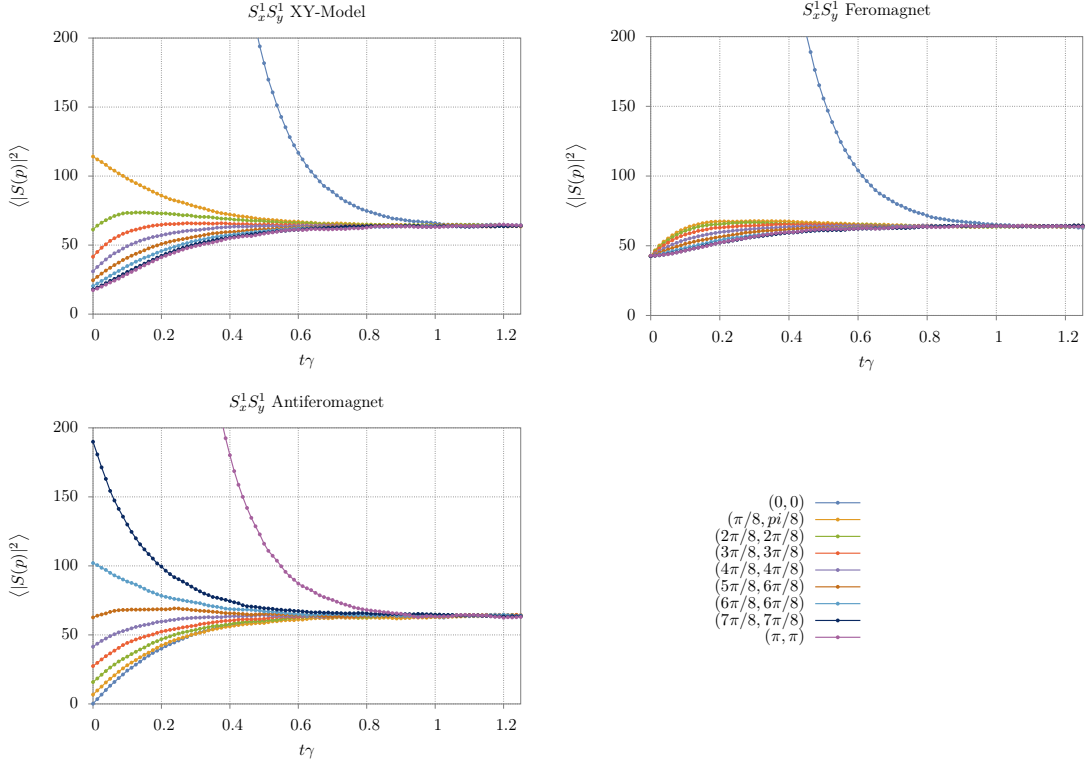 $S_x^1 S_y^1$ XY-Model
200
150
100
50
0
⟨|S(p)|²⟩
0 0.2 0.4 0.6 0.8 1 1.2
tγ
$S_x^1 S_y^1$ Feromagnet
200
150
100
50
0
⟨|S(p)|²⟩
0 0.2 0.4 0.6 0.8 1 1.2
tγ
$S_x^1 S_y^1$ Antiferomagnet
200
150
100
50
0
⟨|S(p)|²⟩
0 0.2 0.4 0.6 0.8 1 1.2
tγ
(0, 0)
(π/8, pi/8)
(2π/8, 2π/8)
(3π/8, 3π/8)
(4π/8, 4π/8)
(5π/8, 6π/8)
(6π/8, 6π/8)
(7π/8, 7π/8)
(π, π)